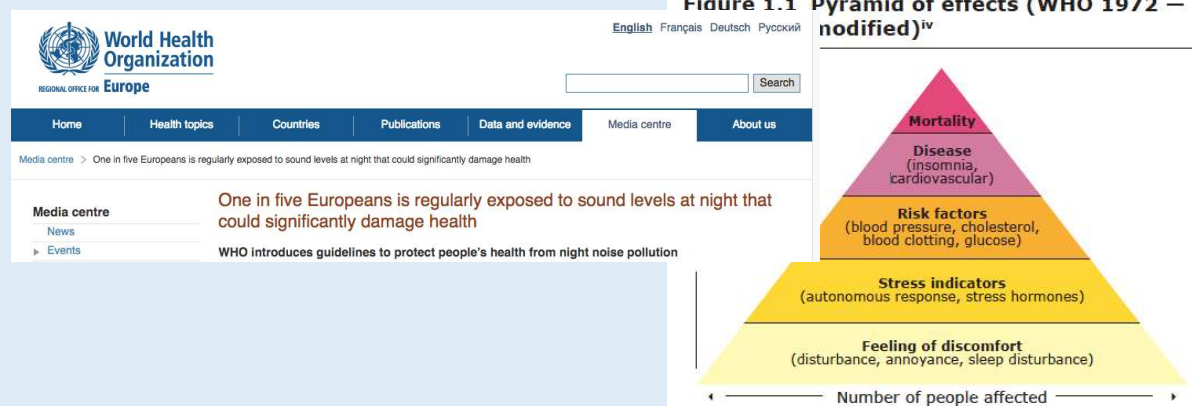 World Health
Organization
REGIONAL OFFICE FOR Europe
English Français Deutsch Русский
Search
Home Health topics Countries Publications Data and evidence Media centre About us
Media centre > One in five Europeans is regularly exposed to sound levels at night that could significantly damage health
Media centre
News
Events
One in five Europeans is regularly exposed to sound levels at night that
could significantly damage health
WHO introduces guidelines to protect people's health from night noise pollution
Figure 1.1 Pyramid of effects (WHO 1972 —
modified)iv
Mortality
Disease
(insomnia,
cardiovascular)
Risk factors
(blood pressure, cholesterol,
blood clotting, glucose)
Stress indicators
(autonomous response, stress hormones)
Feeling of discomfort
(disturbance, annoyance, sleep disturbance)
Number of people affected